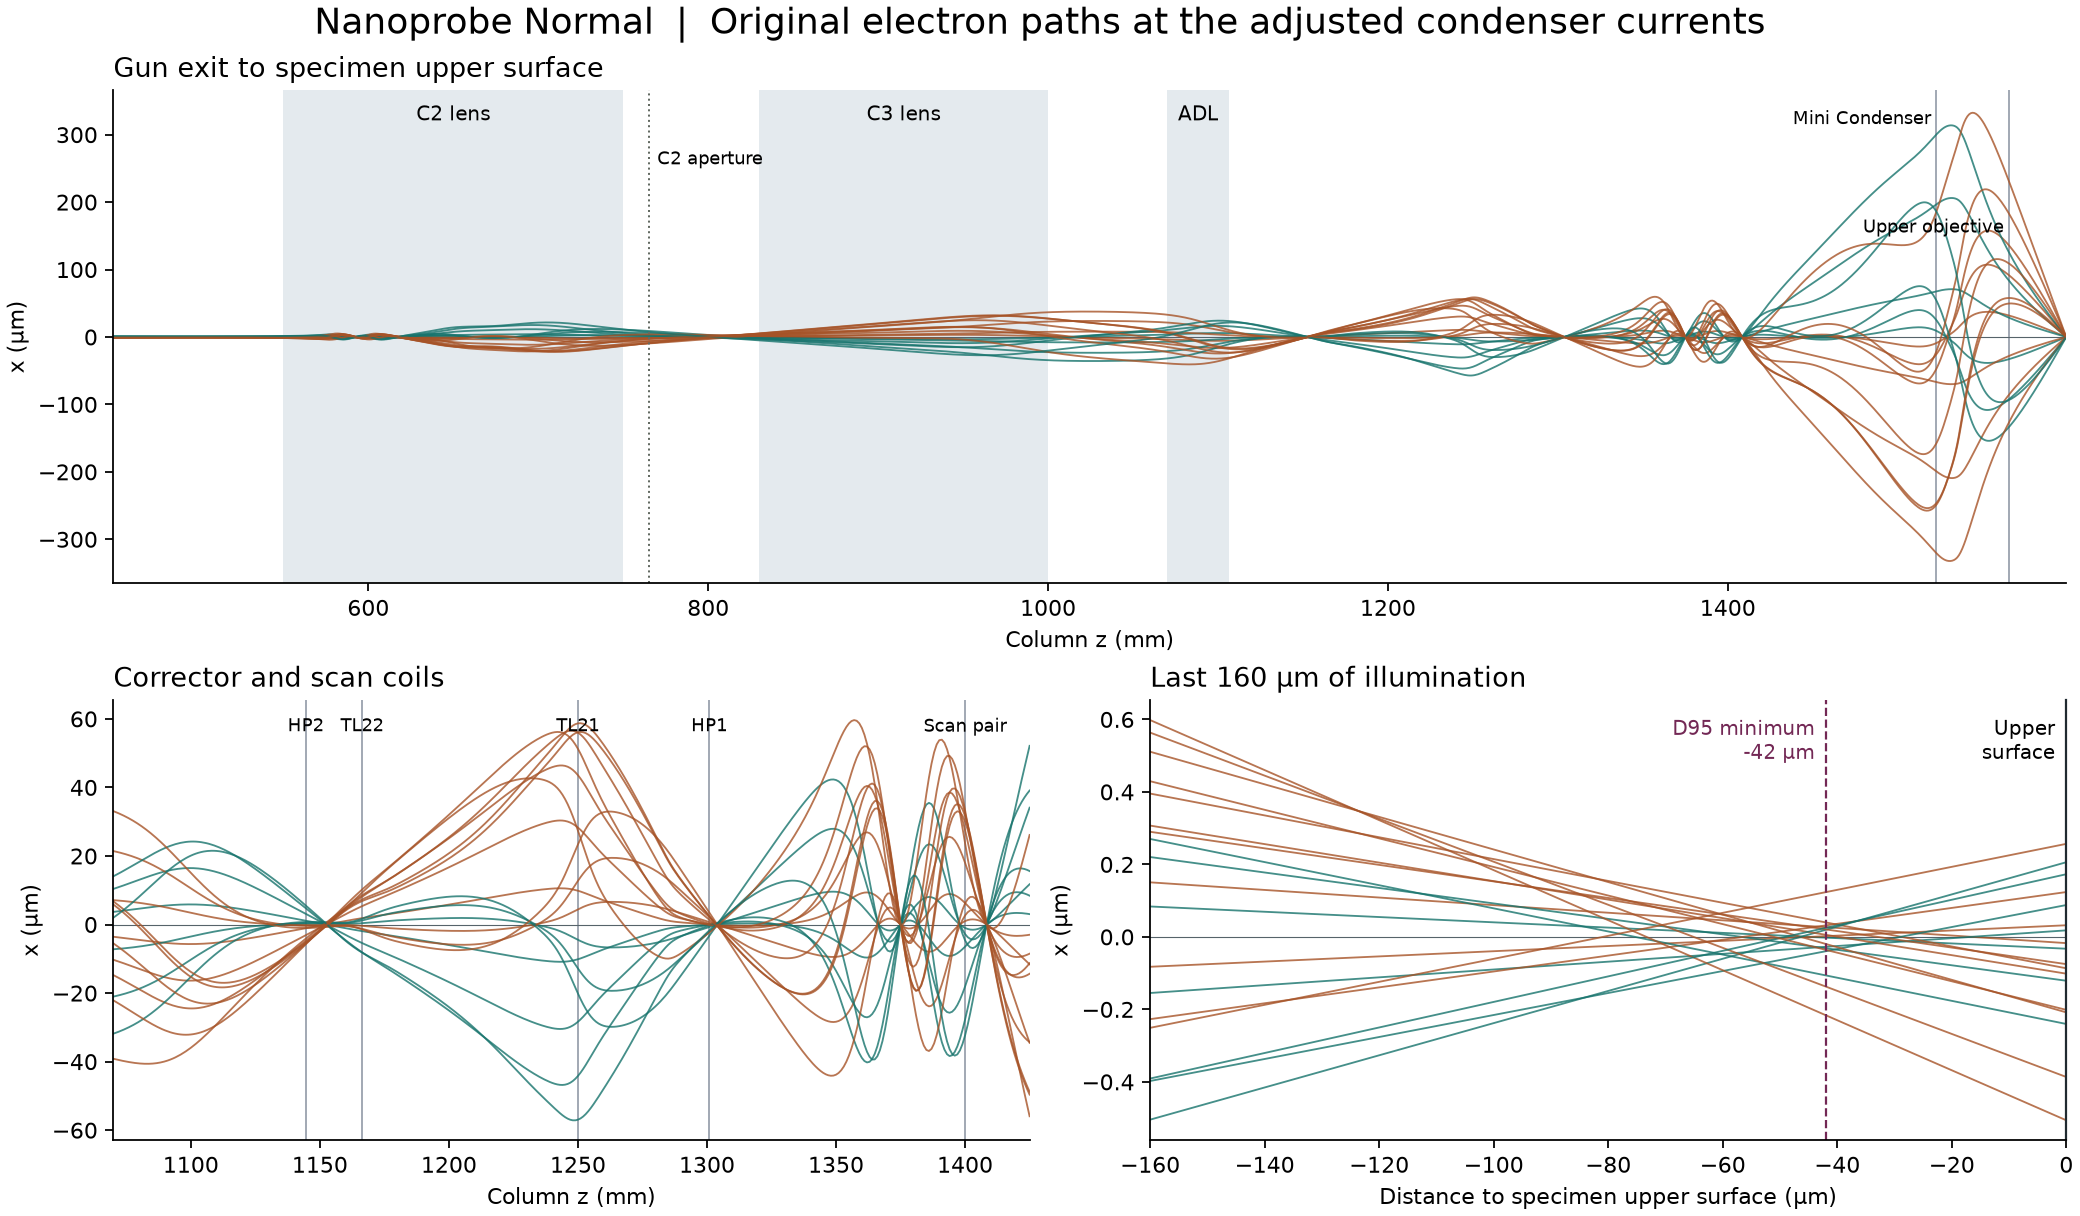 Nanoprobe Normal | Original electron paths at the adjusted condenser currents
Gun exit to specimen upper surface
C2 lens
C3 lens
ADL
C2 aperture
Mini Condenser
Upper objective
x (µm)
300
200
100
0
−100
−200
−300
600
800
1000
1200
1400
Column z (mm)
Corrector and scan coils
HP2
TL22
TL21
HP1
Scan pair
x (µm)
60
40
20
0
−20
−40
−60
1100
1150
1200
1250
1300
1350
1400
Column z (mm)
Last 160 µm of illumination
D95 minimum
-42 µm
Upper
surface
x (µm)
0.6
0.4
0.2
0.0
−0.2
−0.4
−160
−140
−120
−100
−80
−60
−40
−20
0
Distance to specimen upper surface (µm)